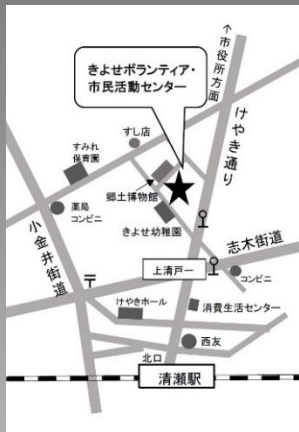 ↑市役所方面
きよせボランティア・
市民活動センター
けやき通り
すし店
すみれ
保育園
郷土博物館
薬局
コンビニ
きよせ幼稚園
小金井街道
志木街道
上清戸一
コンビニ
〒
けやきホール
消費生活センター
西友
北口
清瀬駅